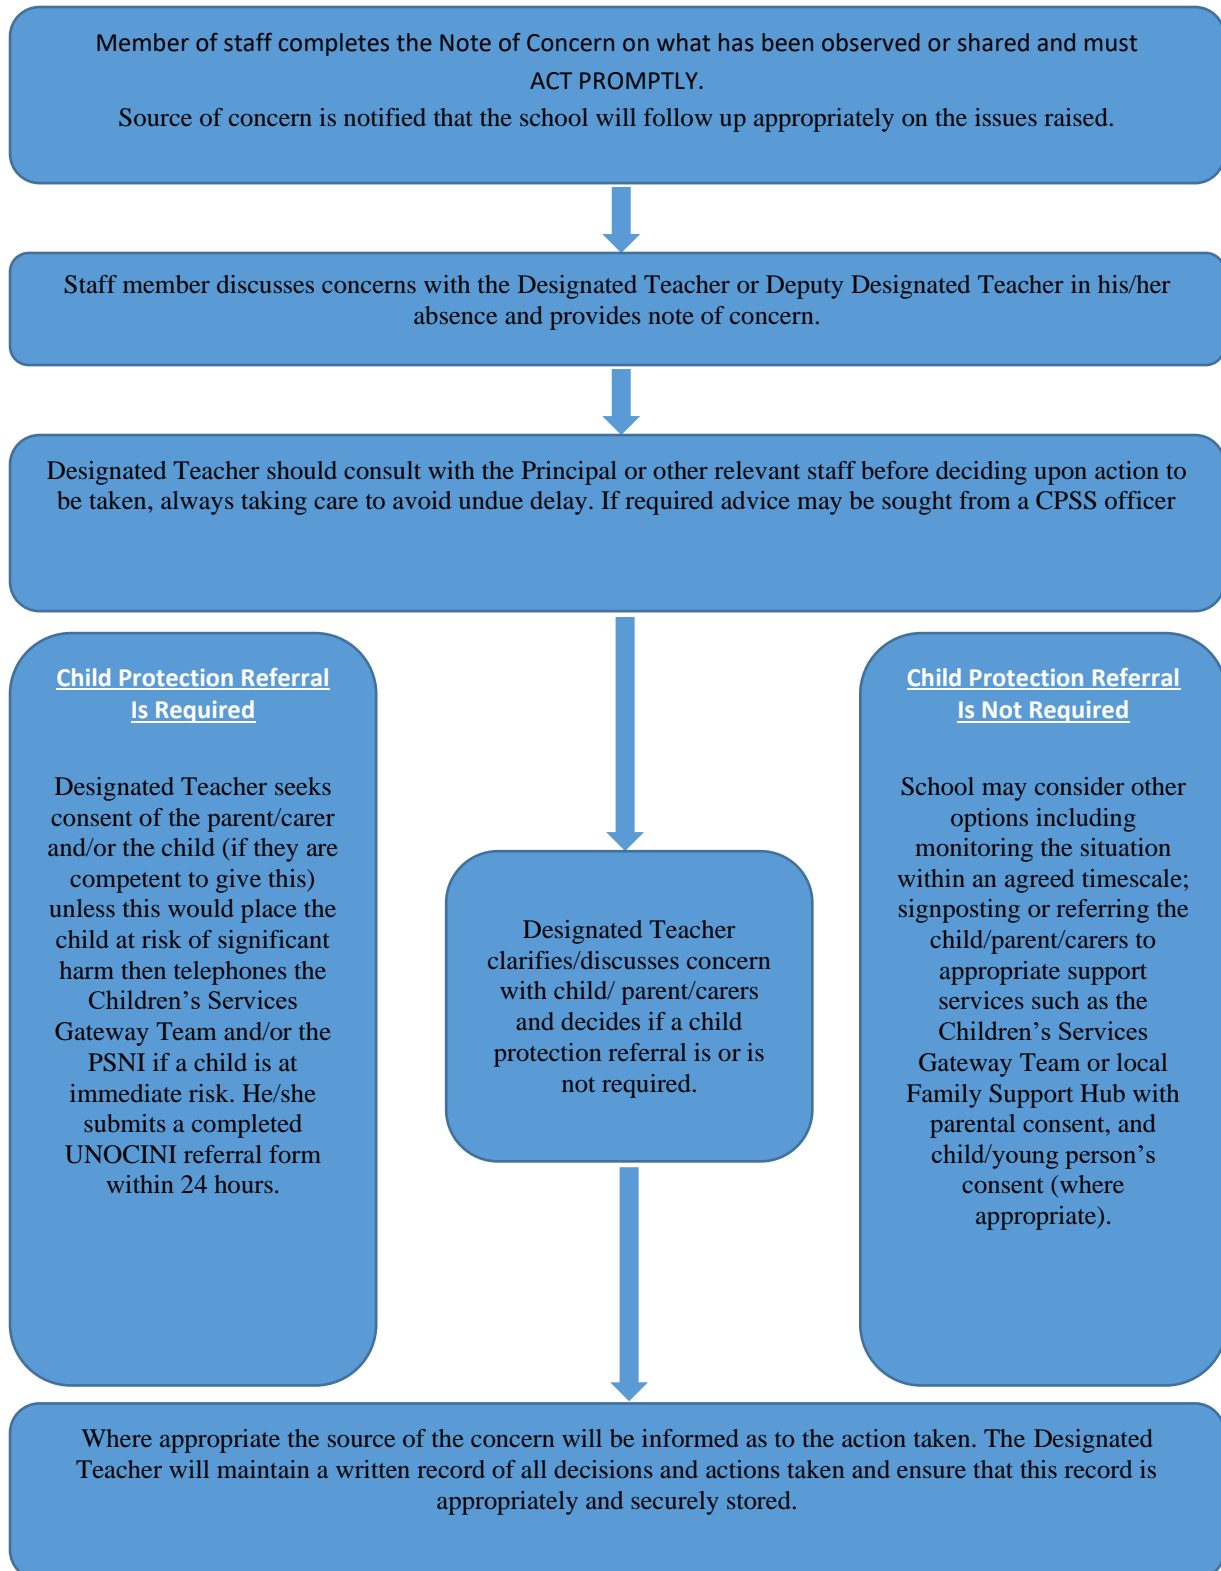 Member of staff completes the Note of Concern on what has been observed or shared and must
ACT PROMPTLY.
Source of concern is notified that the school will follow up appropriately on the issues raised.
Staff member discusses concerns with the Designated Teacher or Deputy Designated Teacher in his/her
absence and provides note of concern.
Designated Teacher should consult with the Principal or other relevant staff before deciding upon action to
be taken, always taking care to avoid undue delay. If required advice may be sought from a CPSS officer
Child Protection Referral
Is Required
Designated Teacher seeks
consent of the parent/carer
and/or the child (if they are
competent to give this)
unless this would place the
child at risk of significant
harm then telephones the
Children’s Services
Gateway Team and/or the
PSNI if a child is at
immediate risk. He/she
submits a completed
UNOCINI referral form
within 24 hours.
Designated Teacher
clarifies/discusses concern
with child/ parent/carers
and decides if a child
protection referral is or is
not required.
Child Protection Referral
Is Not Required
School may consider other
options including
monitoring the situation
within an agreed timescale;
signposting or referring the
child/parent/carers to
appropriate support
services such as the
Children’s Services
Gateway Team or local
Family Support Hub with
parental consent, and
child/young person’s
consent (where
appropriate).
Where appropriate the source of the concern will be informed as to the action taken. The Designated
Teacher will maintain a written record of all decisions and actions taken and ensure that this record is
appropriately and securely stored.